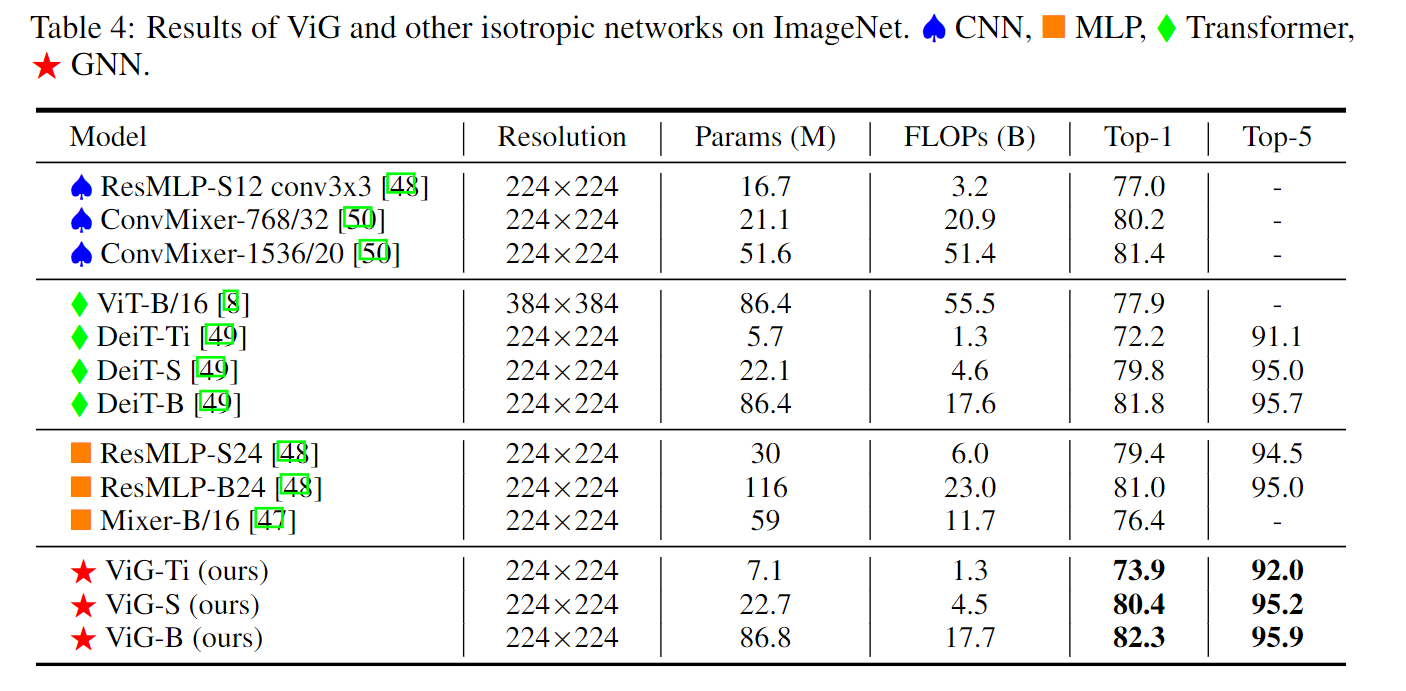 Table 4: Results of ViG and other isotropic networks on ImageNet. ♠ CNN, ■ MLP, ♦ Transformer,
★ GNN.
Model Resolution Params (M) FLOPs (B) Top-1 Top-5
♠ ResMLP-S12 conv3x3 [48] 224×224 16.7 3.2 77.0 -
♠ ConvMixer-768/32 [50] 224×224 21.1 20.9 80.2 -
♠ ConvMixer-1536/20 [50] 224×224 51.6 51.4 81.4 -
♦ ViT-B/16 [8] 384×384 86.4 55.5 77.9 -
♦ DeiT-Ti [49] 224×224 5.7 1.3 72.2 91.1
♦ DeiT-S [49] 224×224 22.1 4.6 79.8 95.0
♦ DeiT-B [49] 224×224 86.4 17.6 81.8 95.7
■ ResMLP-S24 [48] 224×224 30 6.0 79.4 94.5
■ ResMLP-B24 [48] 224×224 116 23.0 81.0 95.0
■ Mixer-B/16 [47] 224×224 59 11.7 76.4 -
★ ViG-Ti (ours) 224×224 7.1 1.3 73.9 92.0
★ ViG-S (ours) 224×224 22.7 4.5 80.4 95.2
★ ViG-B (ours) 224×224 86.8 17.7 82.3 95.9